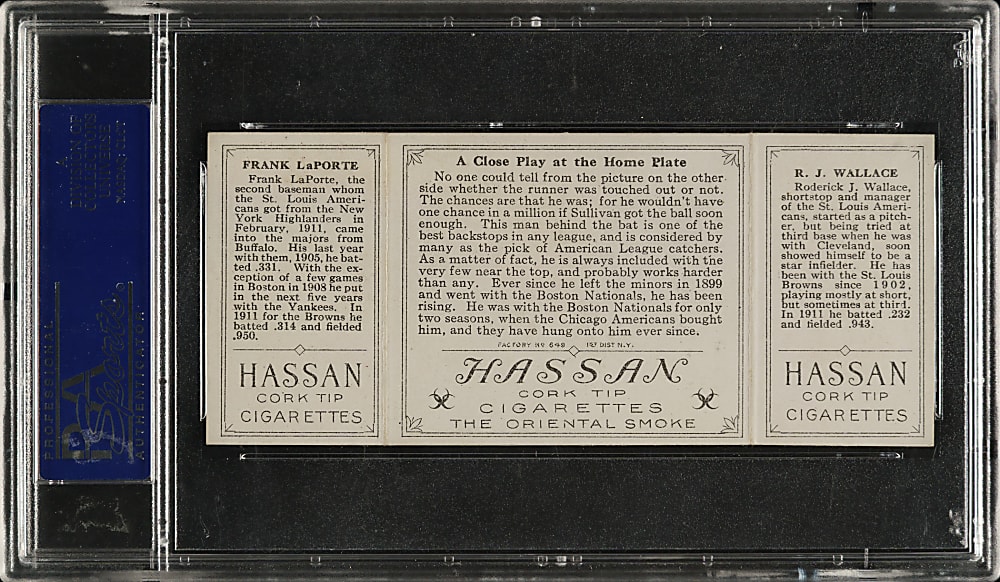 FRANK LaPORTE
Frank LaPorte, the
second baseman whom
the St. Louis Ameri-
cans got from the New
York Highlanders in
February, 1911, came
into the majors from
Buffalo. His last year
with them, 1905, he bat-
ted .331. With the ex-
ception of a few games
in Boston in 1908 he put
in the next five years
with the Yankees. In
1911 for the Browns he
batted .314 and fielded
.950.
HASSAN
CORK TIP
CIGARETTES
A Close Play at the Home Plate
No one could tell from the picture on the other
side whether the runner was touched out or not.
The chances are that he was; for he wouldn't have
one chance in a million if Sullivan got the ball soon
enough. This man behind the bat is one of the
best backstops in any league, and is considered by
many as the pick of American League catchers.
As a matter of fact, he is always included with the
very few near the top, and probably works harder
than any. Ever since he left the minors in 1899
and went with the Boston Nationals, he has been
rising. He was with the Boston Nationals for only
two seasons, when the Chicago Americans bought
him, and they have hung onto him ever since.
FACTORY No 649 1ST DIST N.Y.
HASSAN
CORK TIP
CIGARETTES
THE ORIENTAL SMOKE
R. J. WALLACE
Roderick J. Wallace,
shortstop and manager
of the St. Louis Ameri-
cans, started as a pitch-
er, but being tried at
third base when he was
with Cleveland, soon
showed himself to be a
star infielder. He has
been with the St. Louis
Browns since 1902,
playing mostly at short,
but sometimes at third.
In 1911 he batted .232
and fielded .943.
HASSAN
CORK TIP
CIGARETTES
A
DIVISION OF
COLLECTORS
UNIVERSE
NASDAQ: CLCT
PROFESSIONAL
PSA
Sports
AUTHENTICATOR